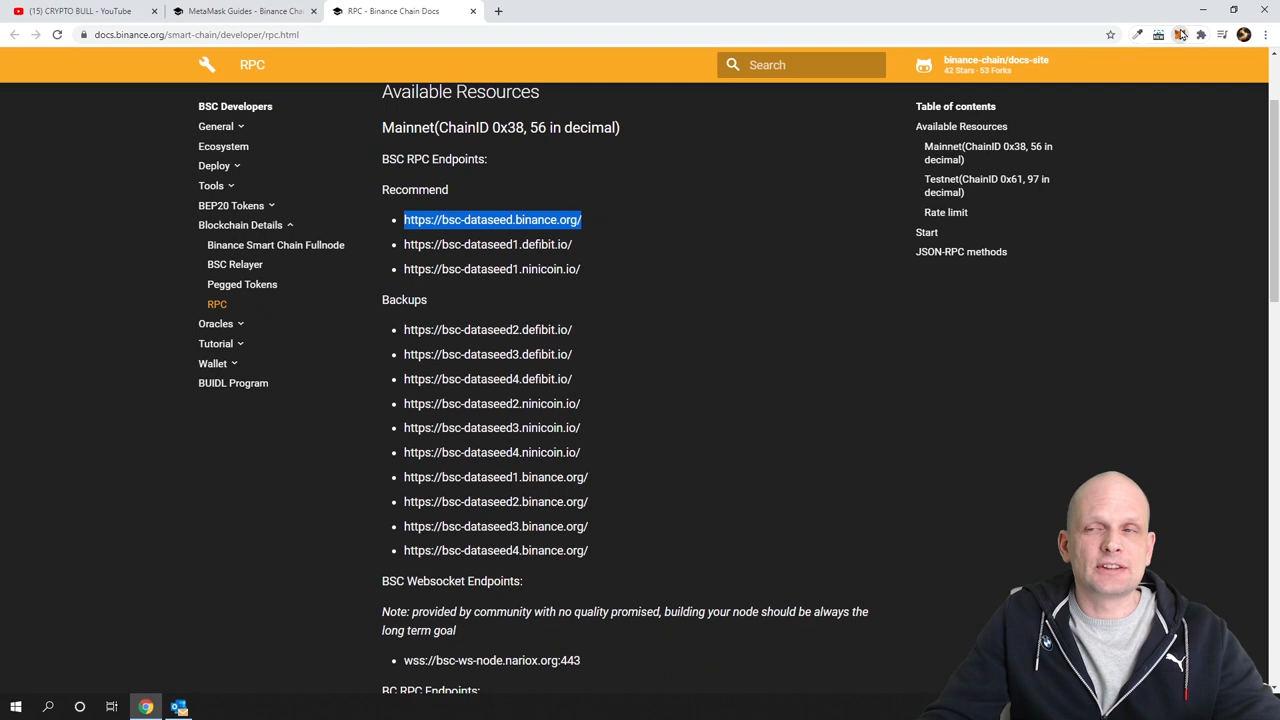 (15) CRYPTO BULL - YouTube
MetaMask Guides - Binance Chai
RPC - Binance Chain Docs
docs.binance.org/smart-chain/developer/rpc.html
RPC
Search
binance-chain/docs-site
42 Stars · 53 Forks
BSC Developers
General
Ecosystem
Deploy
Tools
BEP20 Tokens
Blockchain Details
Binance Smart Chain Fullnode
BSC Relayer
Pegged Tokens
RPC
Oracles
Tutorial
Wallet
BUIDL Program
Available Resources
Mainnet(ChainID 0x38, 56 in decimal)
BSC RPC Endpoints:
Recommend
https://bsc-dataseed.binance.org/
https://bsc-dataseed1.defibit.io/
https://bsc-dataseed1.ninicoin.io/
Backups
https://bsc-dataseed2.defibit.io/
https://bsc-dataseed3.defibit.io/
https://bsc-dataseed4.defibit.io/
https://bsc-dataseed2.ninicoin.io/
https://bsc-dataseed3.ninicoin.io/
https://bsc-dataseed4.ninicoin.io/
https://bsc-dataseed1.binance.org/
https://bsc-dataseed2.binance.org/
https://bsc-dataseed3.binance.org/
https://bsc-dataseed4.binance.org/
BSC Websocket Endpoints:
Note: provided by community with no quality promised, building your node should be always the
long term goal
wss://bsc-ws-node.nariox.org:443
BC RPC Endpoints:
Table of contents
Available Resources
Mainnet(ChainID 0x38, 56 in
decimal)
Testnet(ChainID 0x61, 97 in
decimal)
Rate limit
Start
JSON-RPC methods